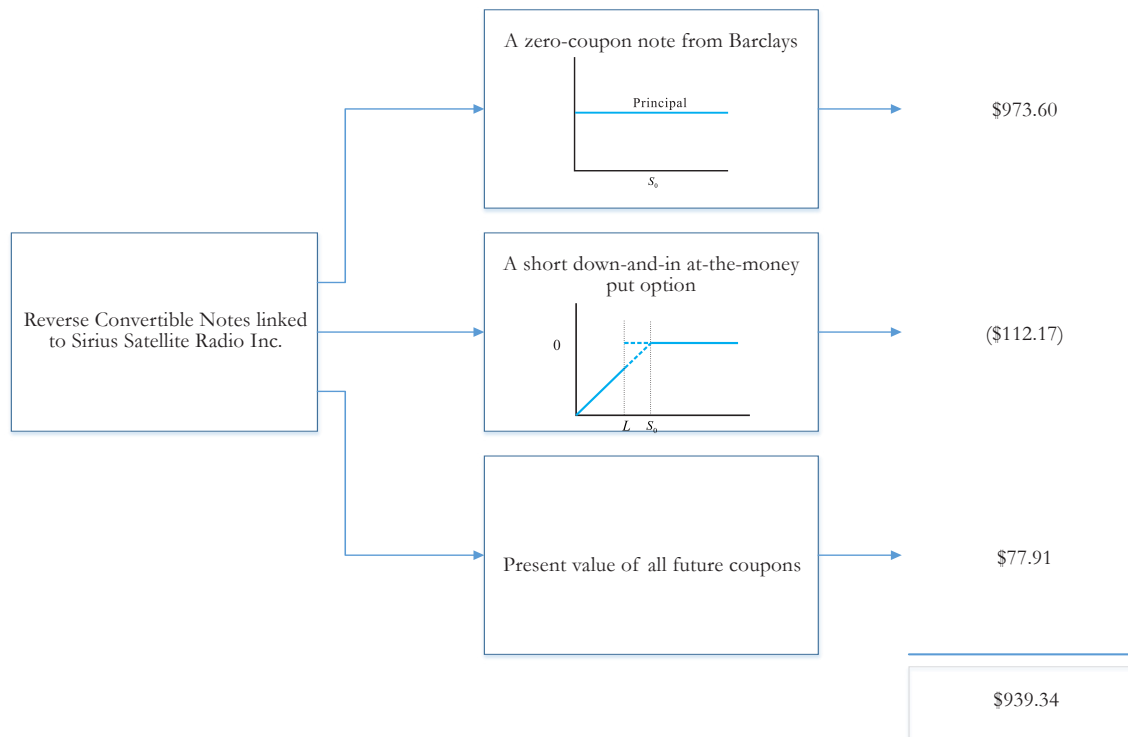 A zero-coupon note from Barclays
Principal
S₀
$973.60
Reverse Convertible Notes linked
to Sirius Satellite Radio Inc.
A short down-and-in at-the-money
put option
0
L S₀
($112.17)
Present value of all future coupons
$77.91
$939.34